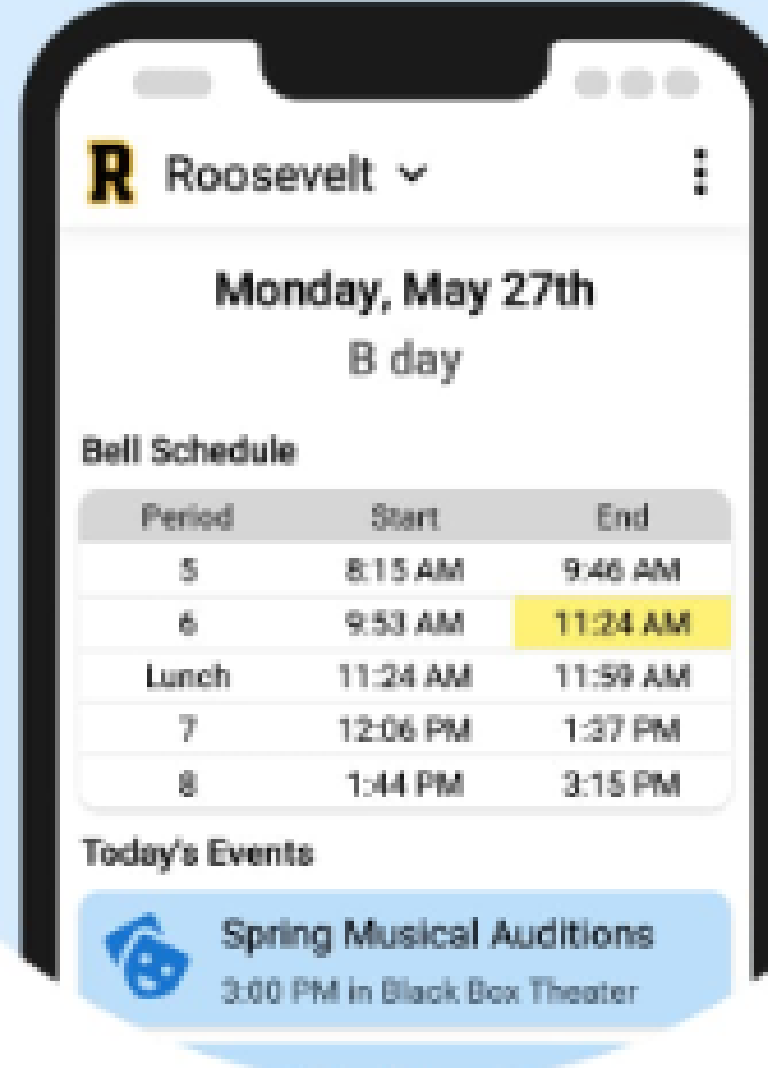 R Roosevelt
Monday, May 27th
B day
Bell Schedule
Period Start End
5 8:15 AM 9:46 AM
6 9:53 AM 11:24 AM
Lunch 11:24 AM 11:59 AM
7 12:06 PM 1:37 PM
8 1:44 PM 3:15 PM
Today's Events
Spring Musical Auditions
3:00 PM in Black Box Theater